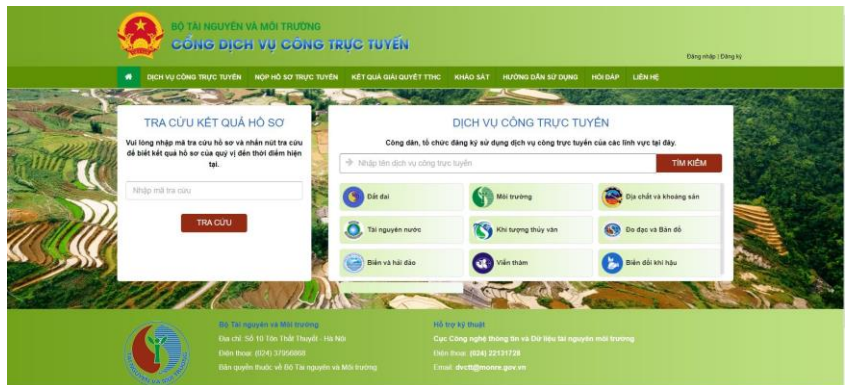 BỘ TÀI NGUYÊN VÀ MÔI TRƯỜNG
CỔNG DỊCH VỤ CÔNG TRỰC TUYẾN
Đăng nhập | Đăng ký
DỊCH VỤ CÔNG TRỰC TUYẾN NỘP HỒ SƠ TRỰC TUYẾN KẾT QUẢ GIẢI QUYẾT TTHC KHẢO SÁT HƯỚNG DẪN SỬ DỤNG HỎI ĐÁP LIÊN HỆ
TRA CỨU KẾT QUẢ HỒ SƠ
Vui lòng nhập mã tra cứu hồ sơ và nhấn nút tra cứu
để biết kết quả hồ sơ của quý vị đến thời điểm hiện
tại.
Nhập mã tra cứu
TRA CỨU
DỊCH VỤ CÔNG TRỰC TUYẾN
Công dân, tổ chức đăng ký sử dụng dịch vụ công trực tuyến của các lĩnh vực tại đây.
Nhập tên dịch vụ công trực tuyến
TÌM KIẾM
Đất đai
Môi trường
Địa chất và khoáng sản
Tài nguyên nước
Khí tượng thủy văn
Đo đạc và Bản đồ
Biển và hải đảo
Viễn thám
Biến đổi khí hậu
Bộ Tài nguyên và Môi trường
Địa chỉ: Số 10 Tôn Thất Thuyết - Hà Nội
Điện thoại: (024) 37956868
Bản quyền thuộc về Bộ Tài nguyên và Môi trường
Hỗ trợ kỹ thuật
Cục Công nghệ thông tin và Dữ liệu tài nguyên môi trường
Điện thoại: (024) 22131728
Email: dvctt@monre.gov.vn